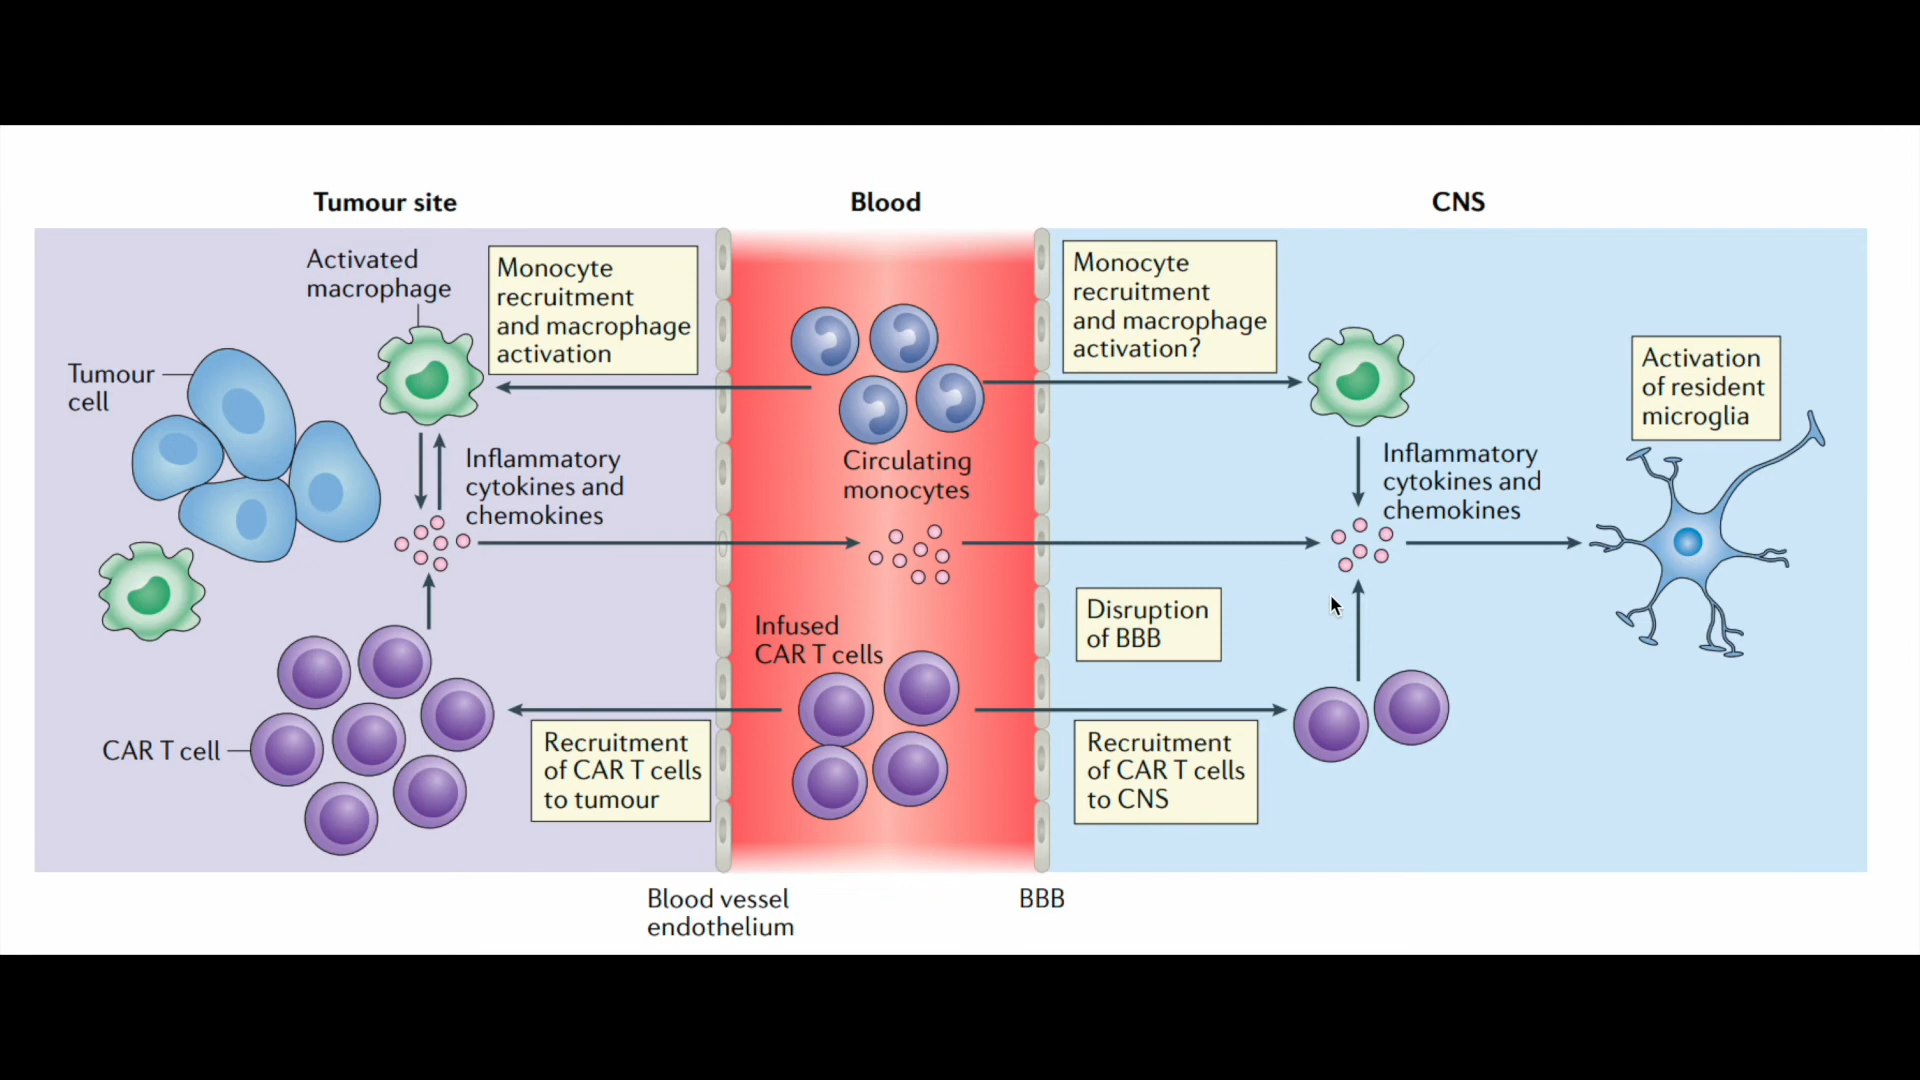 Tumour site
Blood
CNS
Activated
macrophage
Monocyte
recruitment
and macrophage
activation
Tumour
cell
Inflammatory
cytokines and
chemokines
CAR T cell
Recruitment
of CAR T cells
to tumour
Circulating
monocytes
Infused
CAR T cells
Monocyte
recruitment
and macrophage
activation?
Activation
of resident
microglia
Inflammatory
cytokines and
chemokines
Disruption
of BBB
Recruitment
of CAR T cells
to CNS
Blood vessel
endothelium
BBB